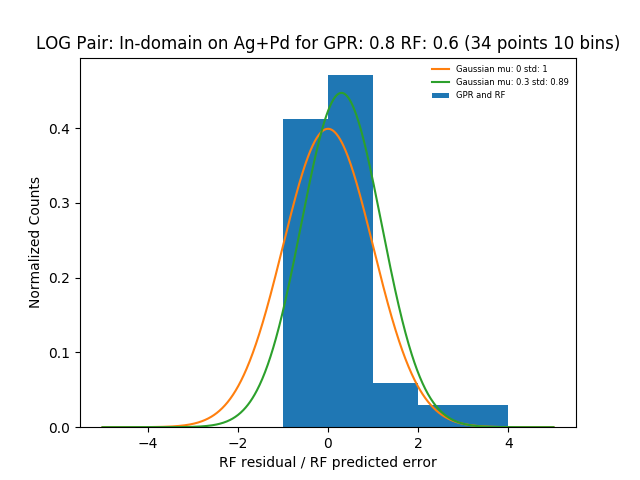 LOG Pair: In-domain on Ag+Pd for GPR: 0.8 RF: 0.6 (34 points 10 bins)
Gaussian mu: 0 std: 1
Gaussian mu: 0.3 std: 0.89
GPR and RF
Normalized Counts
0.4
0.3
0.2
0.1
0.0
−4 −2 0 2 4
RF residual / RF predicted error